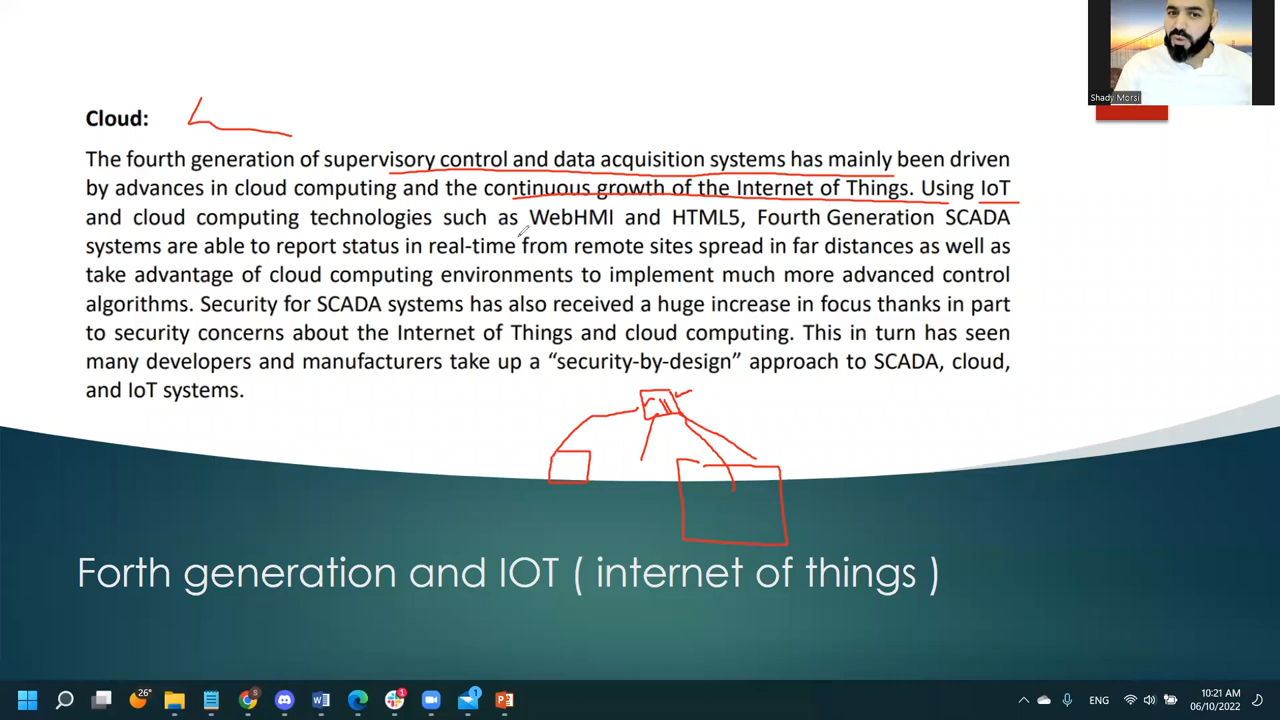 Shady Morsi
Cloud:
The fourth generation of supervisory control and data acquisition systems has mainly been driven
by advances in cloud computing and the continuous growth of the Internet of Things. Using IoT
and cloud computing technologies such as WebHMI and HTML5, Fourth Generation SCADA
systems are able to report status in real-time from remote sites spread in far distances as well as
take advantage of cloud computing environments to implement much more advanced control
algorithms. Security for SCADA systems has also received a huge increase in focus thanks in part
to security concerns about the Internet of Things and cloud computing. This in turn has seen
many developers and manufacturers take up a “security-by-design” approach to SCADA, cloud,
and IoT systems.
Forth generation and IOT ( internet of things )
26°
S
1
1
ENG
10:21 AM
06/10/2022